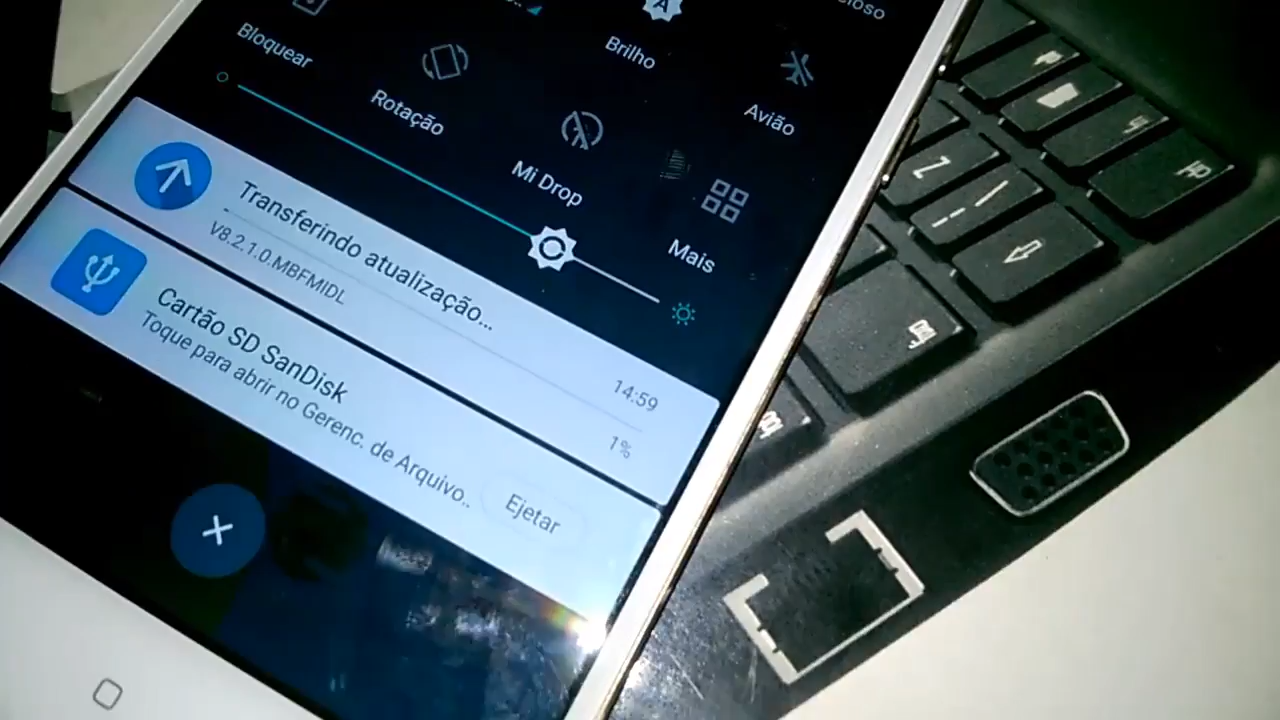 Bloquear
Brilho
Rotação
Avião
Mi Drop
Mais
Transferindo atualização...
14:59
V8.2.1.0.MBFMIDL
1%
Cartão SD SanDisk
Toque para abrir no Gerenc. de Arquivo..
Ejetar